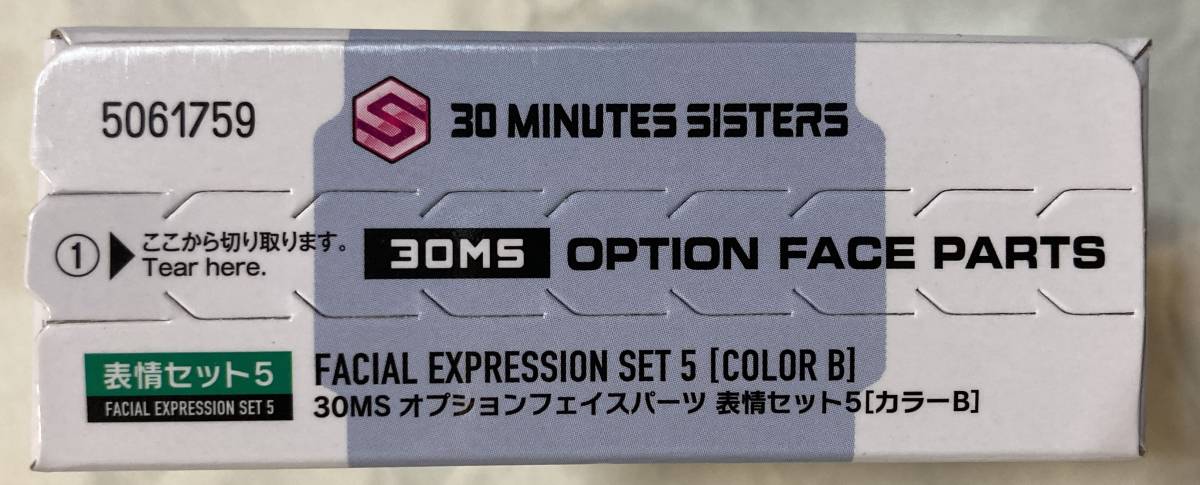 5061759
30 MINUTES SISTERS
① ▶ ここから切り取ります。
Tear here.
30MS OPTION FACE PARTS
表情セット5
FACIAL EXPRESSION SET 5
FACIAL EXPRESSION SET 5 [COLOR B]
30MS オプションフェイスパーツ 表情セット5[カラーB]